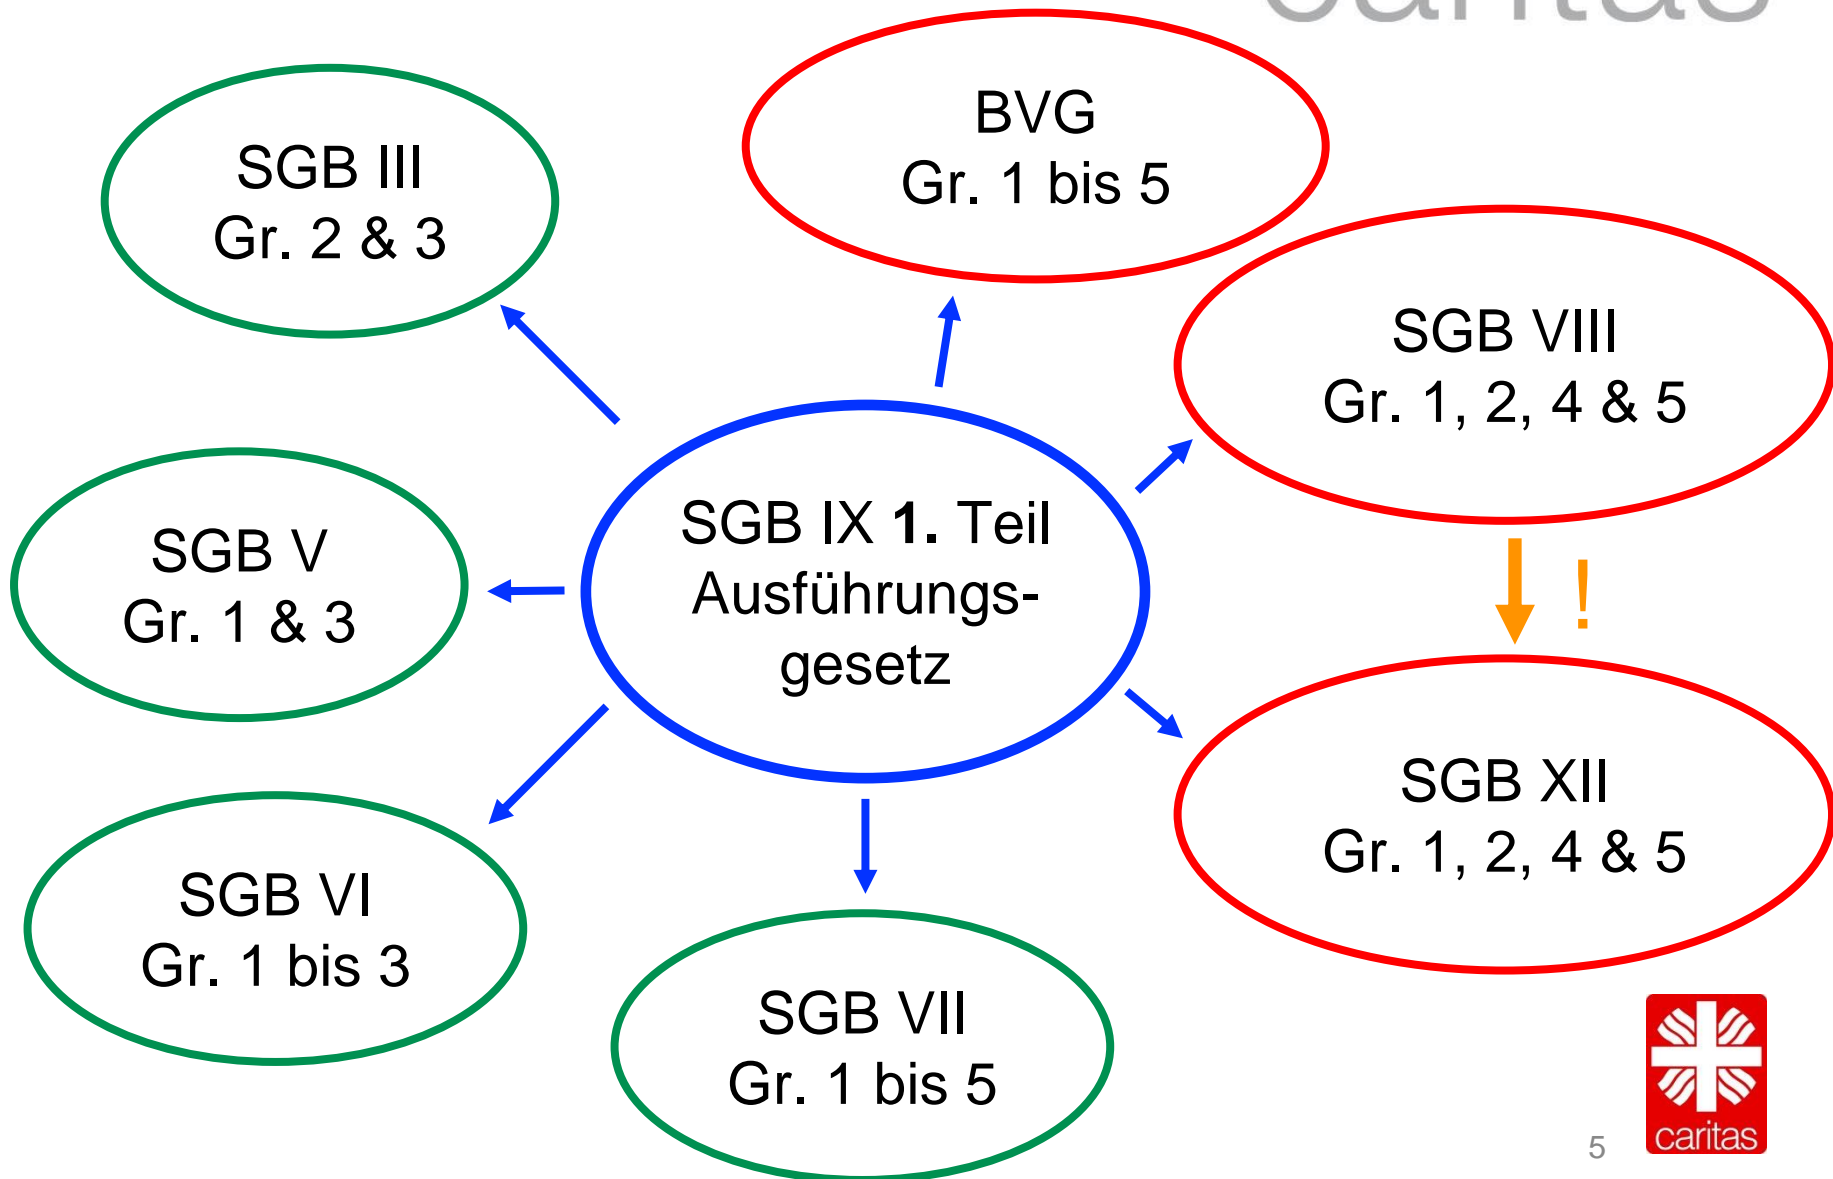 caritas
BVG
Gr. 1 bis 5
SGB III
Gr. 2 & 3
SGB VIII
Gr. 1, 2, 4 & 5
SGB IX 1. Teil
Ausführungs-
gesetz
!
SGB V
Gr. 1 & 3
SGB XII
Gr. 1, 2, 4 & 5
SGB VI
Gr. 1 bis 3
SGB VII
Gr. 1 bis 5
5
caritas